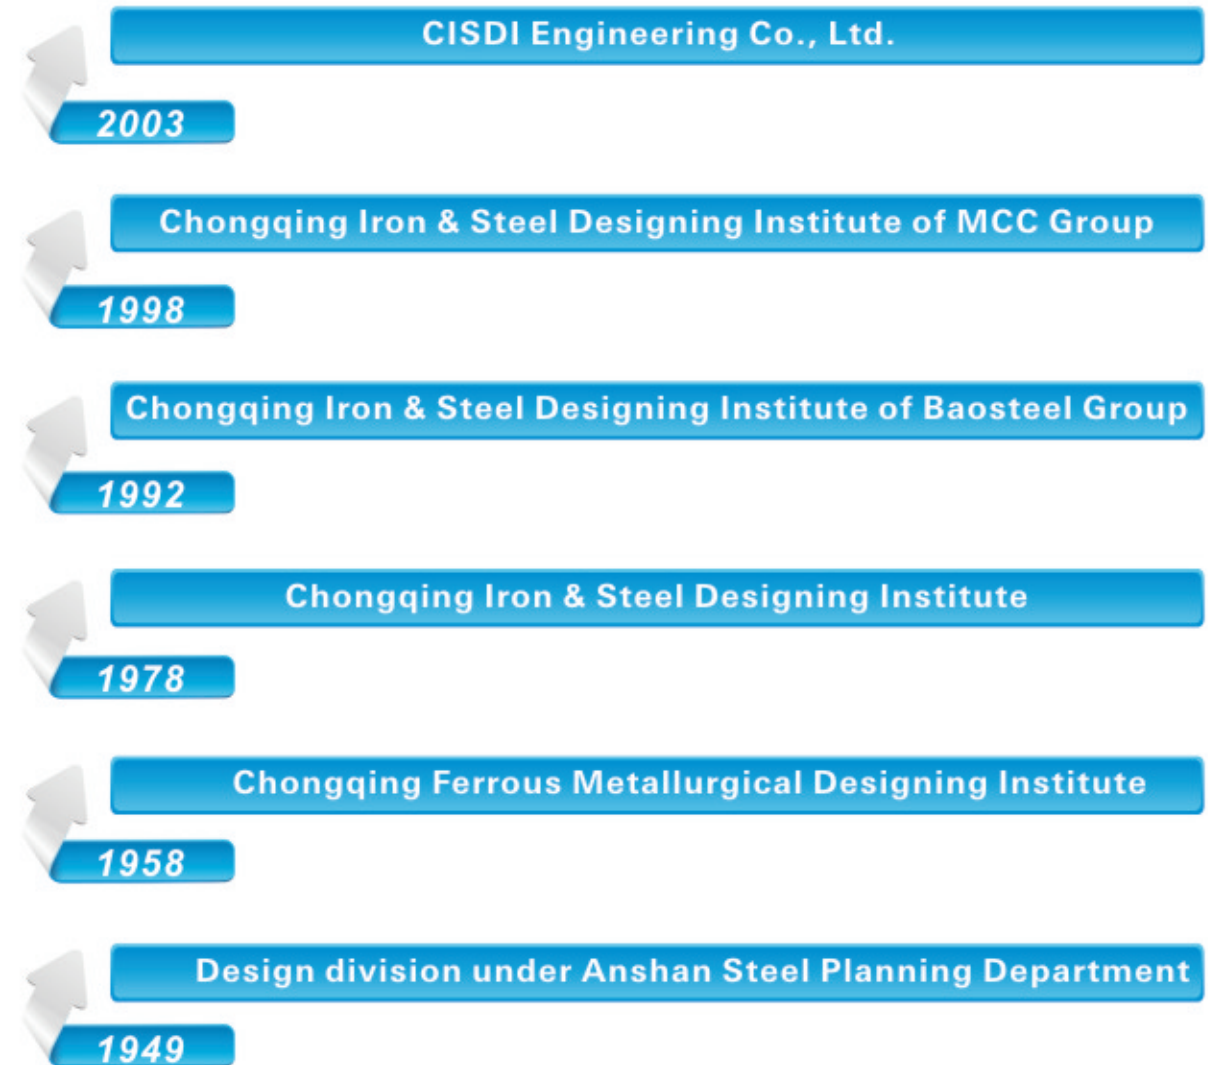 CISDI Engineering Co., Ltd.
2003
Chongqing Iron & Steel Designing Institute of MCC Group
1998
Chongqing Iron & Steel Designing Institute of Baosteel Group
1992
Chongqing Iron & Steel Designing Institute
1978
Chongqing Ferrous Metallurgical Designing Institute
1958
Design division under Anshan Steel Planning Department
1949